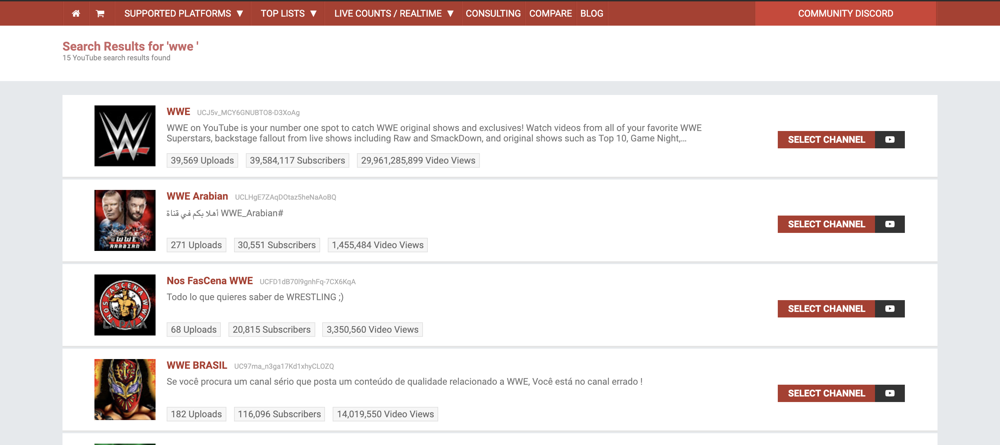 SUPPORTED PLATFORMS ▼ TOP LISTS ▼ LIVE COUNTS / REALTIME ▼ CONSULTING COMPARE BLOG COMMUNITY DISCORD
Search Results for 'wwe '
15 YouTube search results found
WWE UCJ5v_MCY6GNUBTO8-D3XoAg
WWE on YouTube is your number one spot to catch WWE original shows and exclusives! Watch videos from all of your favorite WWE
Superstars, backstage fallout from live shows including Raw and SmackDown, and original shows such as Top 10, Game Night,...
SELECT CHANNEL
39,569 Uploads 39,584,117 Subscribers 29,961,285,899 Video Views
WWE Arabian UCLHgE7ZAqDOtaz5heNaAoBQ
أهلا بكم في قناة WWE_Arabian#
SELECT CHANNEL
WWE
ARABIAN
271 Uploads 30,551 Subscribers 1,455,484 Video Views
Nos FasCena WWE UCFD1dB70l9gnhFq-7CX6KqA
Todo lo que quieres saber de WRESTLING ;)
SELECT CHANNEL
NOS FASCENA WWE
LA PALA
68 Uploads 20,815 Subscribers 3,350,560 Video Views
WWE BRASIL UC97ma_n3ga17Kd1xhyCLOZQ
Se você procura um canal sério que posta um conteúdo de qualidade relacionado a WWE, Você está no canal errado !
SELECT CHANNEL
182 Uploads 116,096 Subscribers 14,019,550 Video Views